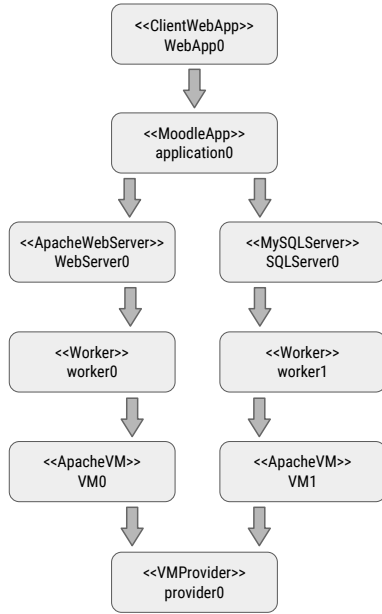 <<ClientWebApp>>
WebApp0
<<MoodleApp>>
application0
<<ApacheWebServer>>
WebServer0
<<MySQLServer>>
SQLServer0
<<Worker>>
worker0
<<Worker>>
worker1
<<ApacheVM>>
VM0
<<ApacheVM>>
VM1
<<VMProvider>>
provider0